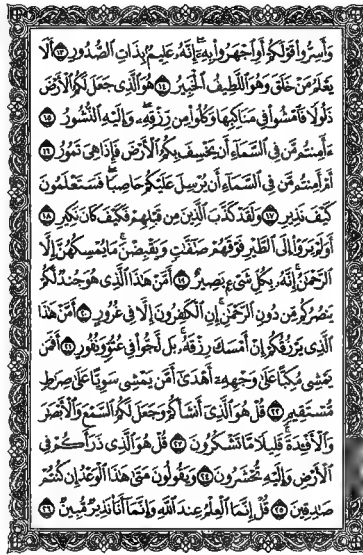 وَأَسِرُّوا۟ قَوْلَكُمْ أَوِ ٱجْهَرُوا۟ بِهِۦٓ ۖ إِنَّهُۥ عَلِيمٌۢ بِذَاتِ ٱلصُّدُورِ ١٣ أَلَا
يَعْلَمُ مَنْ خَلَقَ وَهُوَ ٱللَّطِيفُ ٱلْخَبِيرُ ١٤ هُوَ ٱلَّذِى جَعَلَ لَكُمُ ٱلْأَرْضَ
ذَلُولًا فَٱمْشُوا۟ فِى مَنَاكِبِهَا وَكُلُوا۟ مِن رِّزْقِهِۦ ۖ وَإِلَيْهِ ٱلنُّشُورُ ١٥
ءَأَمِنتُم مَّن فِى ٱلسَّمَآءِ أَن يَخْسِفَ بِكُمُ ٱلْأَرْضَ فَإِذَا هِىَ تَمُورُ ١٦
أَمْ أَمِنتُم مَّن فِى ٱلسَّمَآءِ أَن يُرْسِلَ عَلَيْكُمْ حَاصِبًا ۖ فَسَتَعْلَمُونَ
كَيْفَ نَذِيرِ ١٧ وَلَقَدْ كَذَّبَ ٱلَّذِينَ مِن قَبْلِهِمْ فَكَيْفَ كَانَ نَكِيرِ ١٨
أَوَلَمْ يَرَوْا۟ إِلَى ٱلطَّيْرِ فَوْقَهُمْ صَٰٓفَّٰتٍ وَيَقْبِضْنَ ۚ مَا يُمْسِكُهُنَّ إِلَّا
ٱلرَّحْمَٰنُ ۚ إِنَّهُۥ بِكُلِّ شَىْءٍۭ بَصِيرٌ ١٩ أَمَّنْ هَٰذَا ٱلَّذِى هُوَ جُندٌ لَّكُمْ
يَنصُرُكُم مِّن دُونِ ٱلرَّحْمَٰنِ ۚ إِنِ ٱلْكَٰفِرُونَ إِلَّا فِى غُرُورٍ ٢٠ أَمَّنْ هَٰذَا
ٱلَّذِى يَرْزُقُكُمْ إِنْ أَمْسَكَ رِزْقَهُۥ ۚ بَل لَّجُّوا۟ فِى عُتُوٍّ وَنُفُورٍ ٢١ أَفَمَن
يَمْشِى مُكِبًّا عَلَىٰ وَجْهِهِۦٓ أَهْدَىٰٓ أَمَّن يَمْشِى سَوِيًّا عَلَىٰ صِرَٰطٍ
مُّسْتَقِيمٍ ٢٢ قُلْ هُوَ ٱلَّذِىٓ أَنشَأَكُمْ وَجَعَلَ لَكُمُ ٱلسَّمْعَ وَٱلْأَبْصَٰرَ
وَٱلْأَفْـِٔدَةَ ۖ قَلِيلًا مَّا تَشْكُرُونَ ٢٣ قُلْ هُوَ ٱلَّذِى ذَرَأَكُمْ فِى
ٱلْأَرْضِ وَإِلَيْهِ تُحْشَرُونَ ٢٤ وَيَقُولُونَ مَتَىٰ هَٰذَا ٱلْوَعْدُ إِن كُنتُمْ
صَٰدِقِينَ ٢٥ قُلْ إِنَّمَا ٱلْعِلْمُ عِندَ ٱللَّهِ وَإِنَّمَآ أَنَا۠ نَذِيرٌ مُّبِينٌ ٢٦